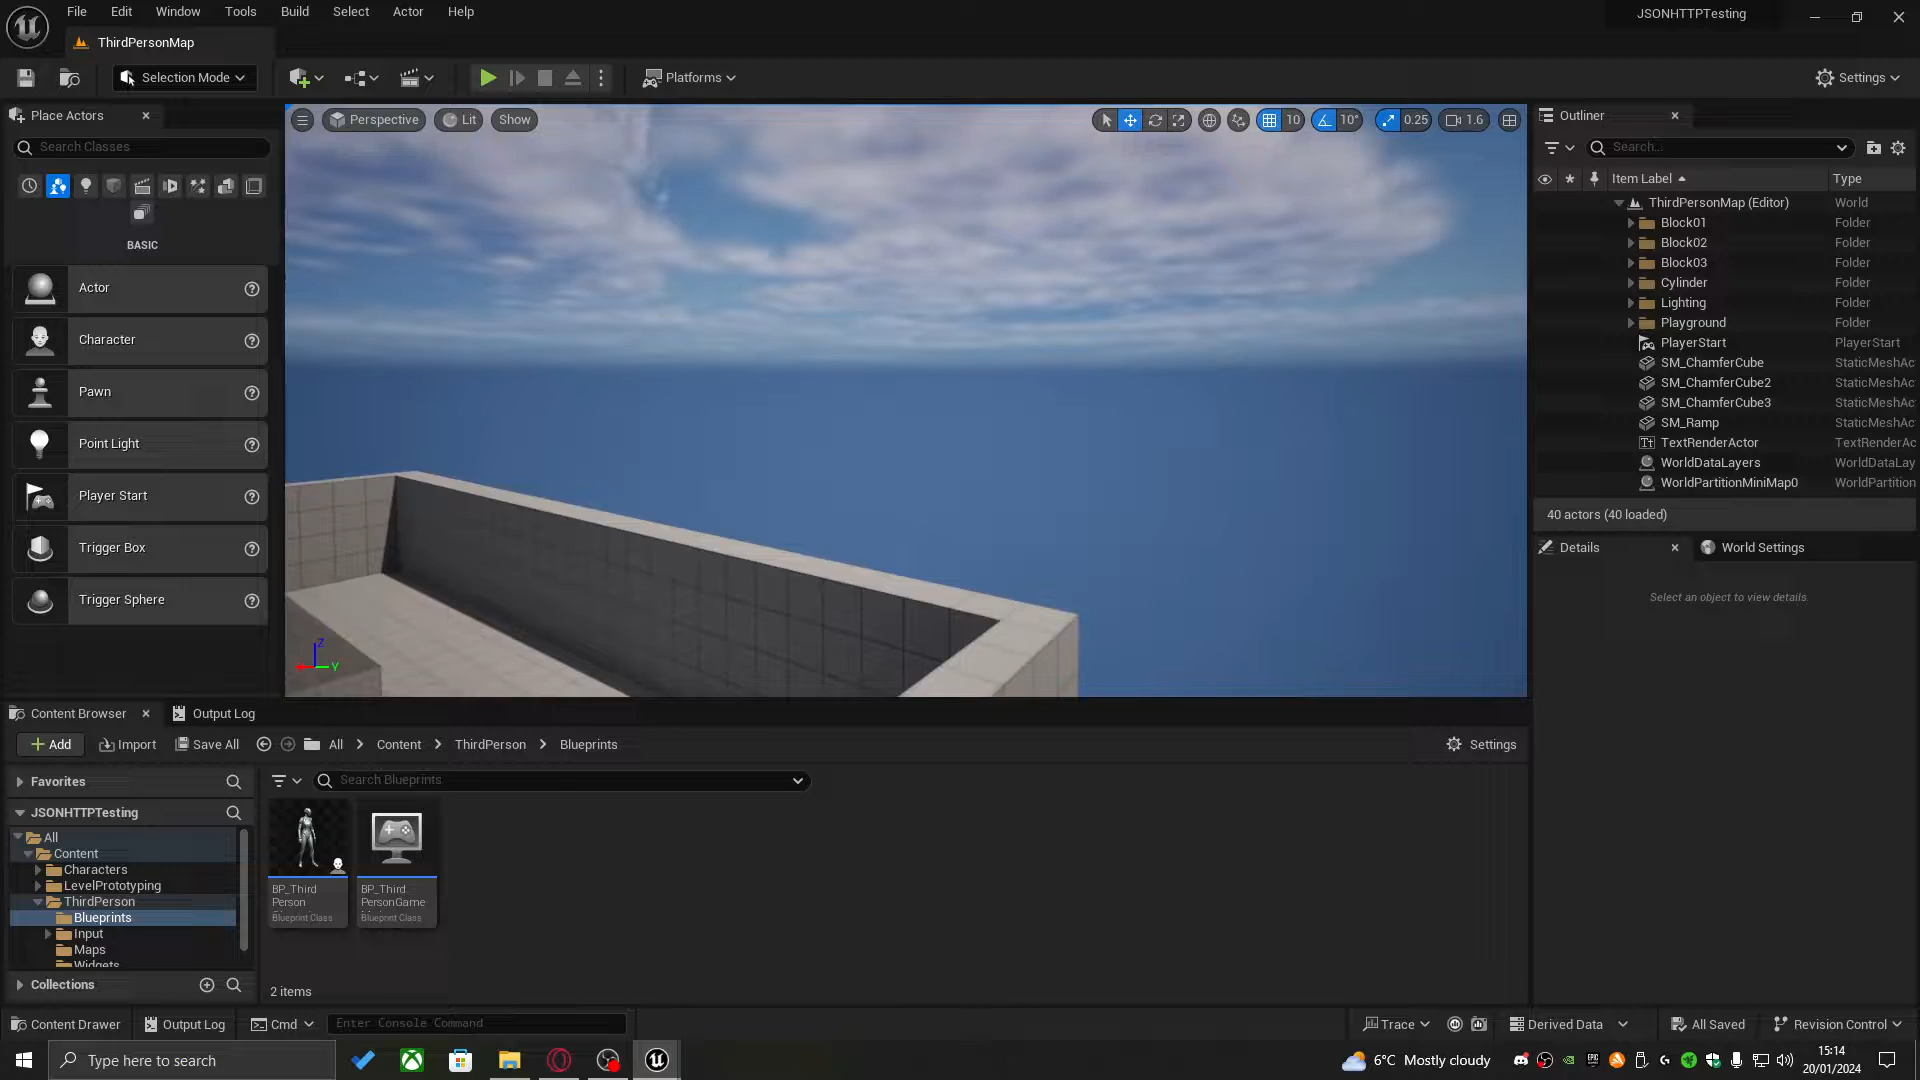 File Edit Window Tools Build Select Actor Help
JSONHTTPTesting
ThirdPersonMap
Selection Mode
Platforms
Settings
Place Actors
Search Classes
BASIC
Actor
Character
Pawn
Point Light
Player Start
Trigger Box
Trigger Sphere
Perspective Lit Show
10 10° 0.25 1.6
Z
Y
Outliner
Search...
Item Label Type
ThirdPersonMap (Editor) World
Block01 Folder
Block02 Folder
Block03 Folder
Cylinder Folder
Lighting Folder
Playground Folder
PlayerStart PlayerStart
SM_ChamferCube StaticMeshAc
SM_ChamferCube2 StaticMeshAc
SM_ChamferCube3 StaticMeshAc
SM_Ramp StaticMeshAc
TextRenderActor TextRenderAc
WorldDataLayers WorldDataLay
WorldPartitionMiniMap0 WorldPartition
40 actors (40 loaded)
Details World Settings
Select an object to view details.
Content Browser Output Log
Add Import Save All All Content ThirdPerson Blueprints Settings
Favorites
Search Blueprints
JSONHTTPTesting
All
Content
Characters
LevelPrototyping
ThirdPerson
Blueprints
Input
Maps
Widgets
Collections
BP_Third
Person
Blueprint Class
BP_Third
PersonGame
Blueprint Class
2 items
Content Drawer Output Log Cmd Enter Console Command Trace Derived Data All Saved Revision Control
Type here to search
6°C Mostly cloudy
15:14
20/01/2024